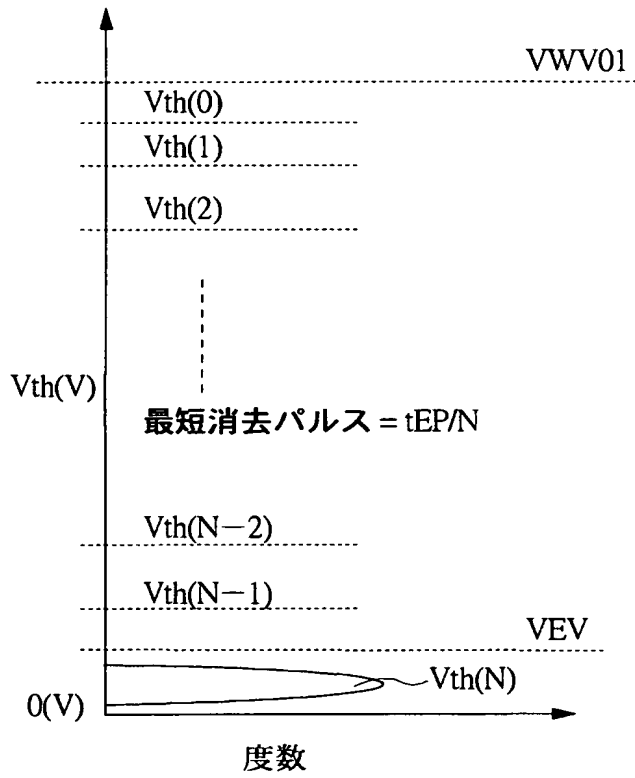 VWV01
Vth(0)
Vth(1)
Vth(2)
Vth(V)
最短消去パルス = tEP/N
Vth(N-2)
Vth(N-1)
VEV
Vth(N)
0(V)
度数